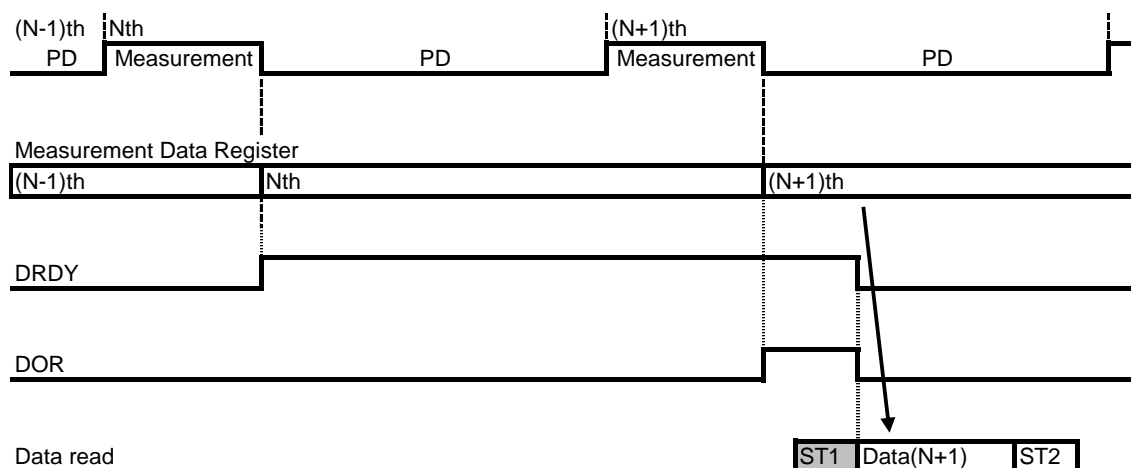 (N-1)th Nth (N+1)th
PD Measurement PD Measurement PD
Measurement Data Register
(N-1)th Nth (N+1)th
DRDY
DOR
Data read ST1 Data(N+1) ST2